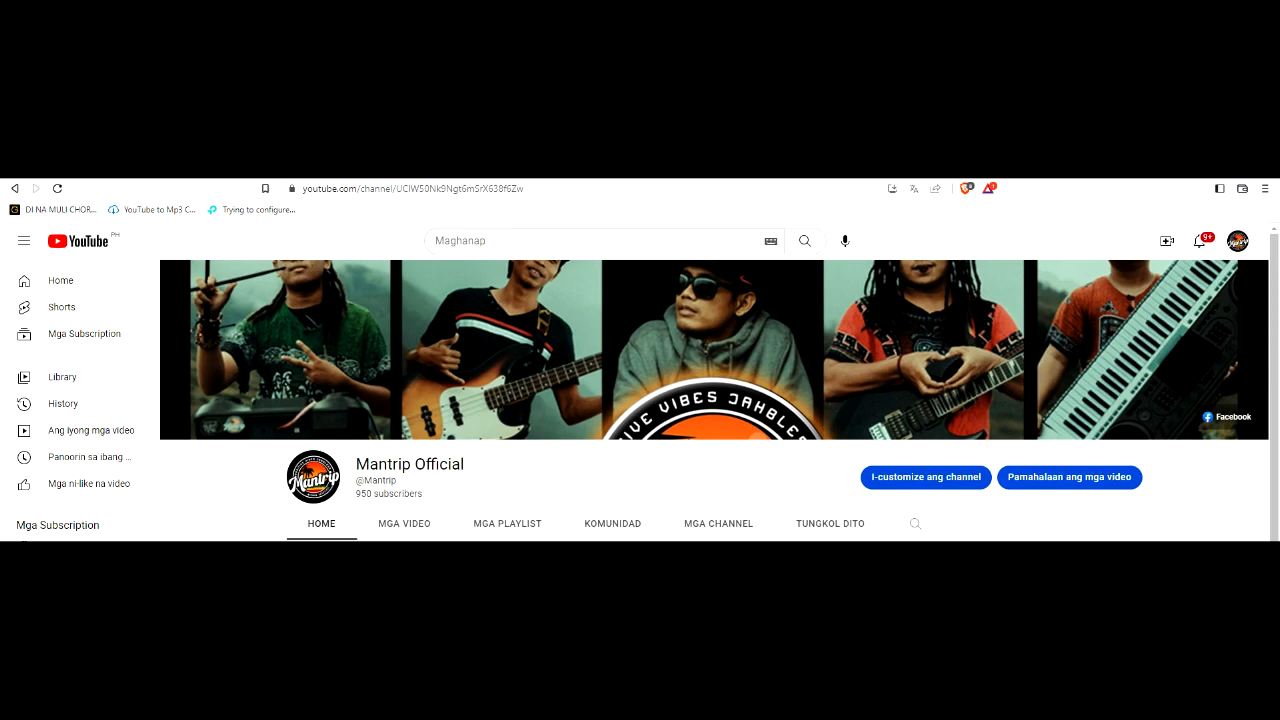 youtube.com/channel/UClW50Nk9Ngt6mSrX638f6Zw
DI NA MULI CHOR... YouTube to Mp3 C... Trying to configure...
YouTube PH Maghanap 9+
Home
Shorts
Mga Subscription
Library
History
Ang iyong mga video
Panoorin sa ibang ...
Mga ni-like na video
Mga Subscription
VIBES JAHBLE
Facebook
Mantrip
Mantrip Official
@Mantrip
950 subscribers
I-customize ang channel Pamahalaan ang mga video
HOME MGA VIDEO MGA PLAYLIST KOMUNIDAD MGA CHANNEL TUNGKOL DITO